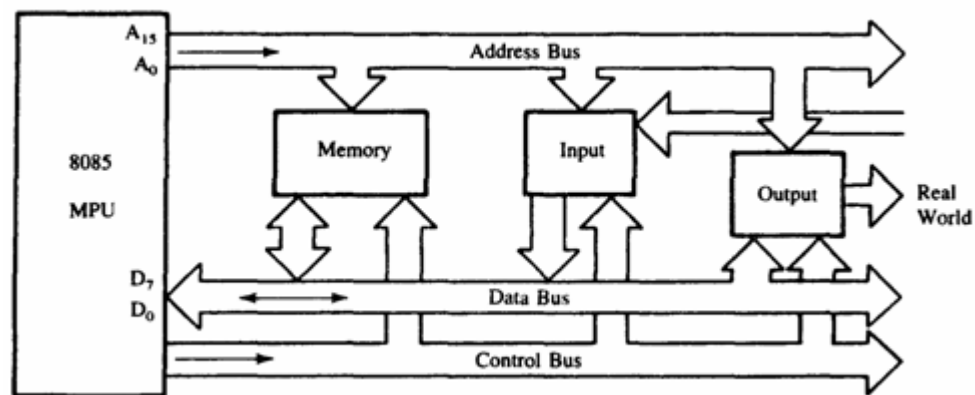 A15
A0
Address Bus
8085
MPU
Memory
Input
Output
Real
World
D7
D0
Data Bus
Control Bus